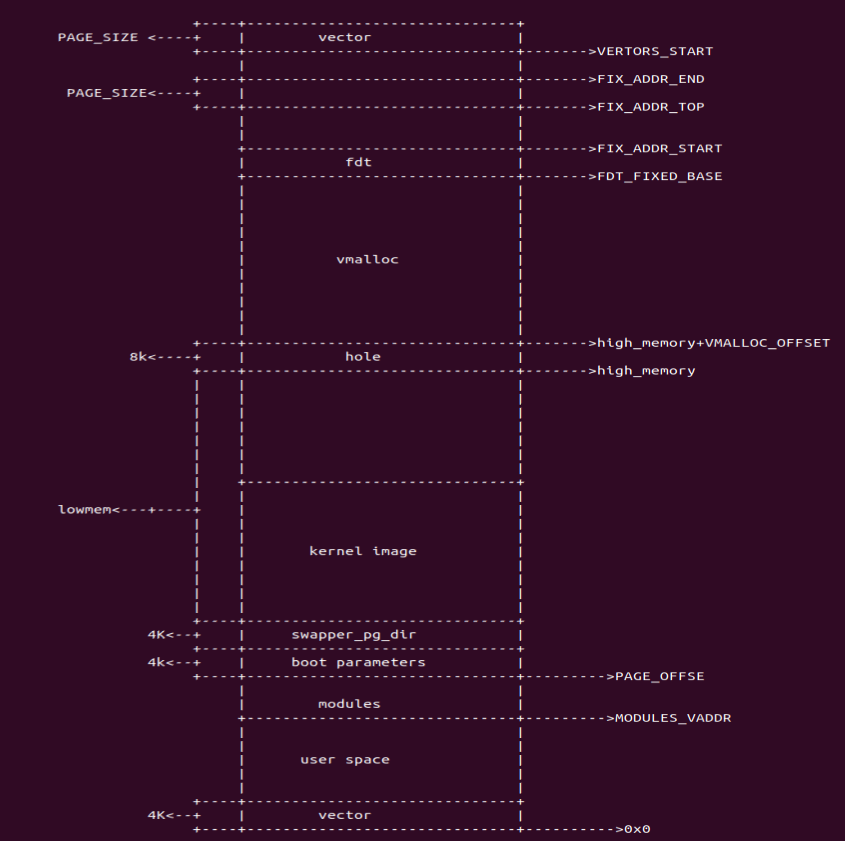 PAGE_SIZE <----+ vector
VERTORS_START
FIX_ADDR_END
PAGE_SIZE<----+
FIX_ADDR_TOP
FIX_ADDR_START
fdt
FDT_FIXED_BASE
vmalloc
high_memory+VMALLOC_OFFSET
8k<----+ hole
high_memory
lowmem<---+----+
kernel image
4K<--+ swapper_pg_dir
4k<--+ boot parameters
PAGE_OFFSE
modules
MODULES_VADDR
user space
4K<--+ vector
0x0